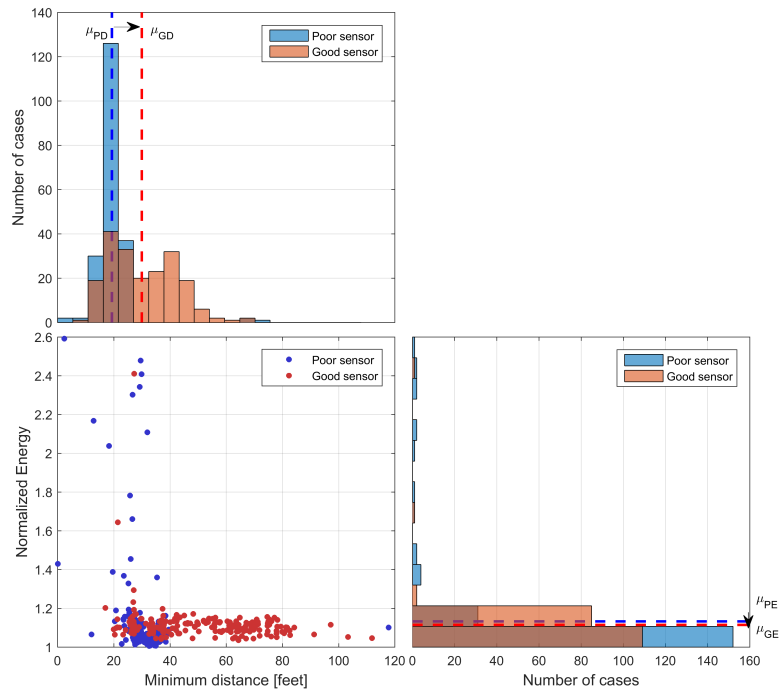 140
120
100
80
60
40
20
0
Number of cases
μPD
μGD
Poor sensor
Good sensor
2.6
2.4
2.2
2
1.8
1.6
1.4
1.2
1
Normalized Energy
Poor sensor
Good sensor
0 20 40 60 80 100 120
Minimum distance [feet]
Poor sensor
Good sensor
μPE
μGE
0 20 40 60 80 100 120 140 160
Number of cases